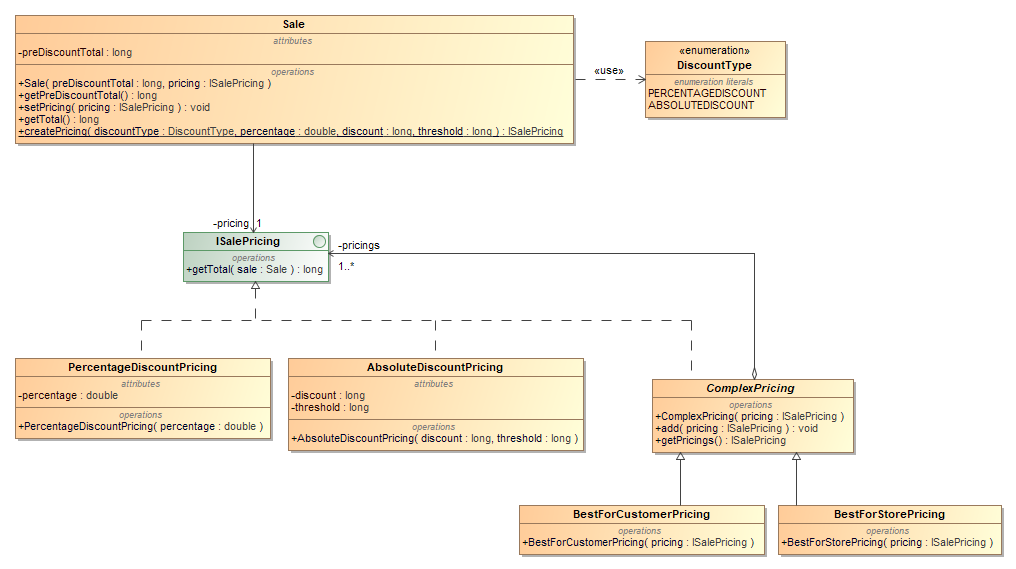 Sale
attributes
-preDiscountTotal : long
operations
+Sale( preDiscountTotal : long, pricing : ISalePricing )
+getPreDiscountTotal() : long
+setPricing( pricing : ISalePricing ) : void
+getTotal() : long
+createPricing( discountType : DiscountType, percentage : double, discount : long, threshold : long ) : ISalePricing
«use»
«enumeration»
DiscountType
enumeration literals
PERCENTAGEDISCOUNT
ABSOLUTEDISCOUNT
-pricing 1
ISalePricing
operations
+getTotal( sale : Sale ) : long
-pricings
1..*
PercentageDiscountPricing
attributes
-percentage : double
operations
+PercentageDiscountPricing( percentage : double )
AbsoluteDiscountPricing
attributes
-discount : long
-threshold : long
operations
+AbsoluteDiscountPricing( discount : long, threshold : long )
ComplexPricing
operations
+ComplexPricing( pricing : ISalePricing )
+add( pricing : ISalePricing ) : void
+getPricings() : ISalePricing
BestForCustomerPricing
operations
+BestForCustomerPricing( pricing : ISalePricing )
BestForStorePricing
operations
+BestForStorePricing( pricing : ISalePricing )